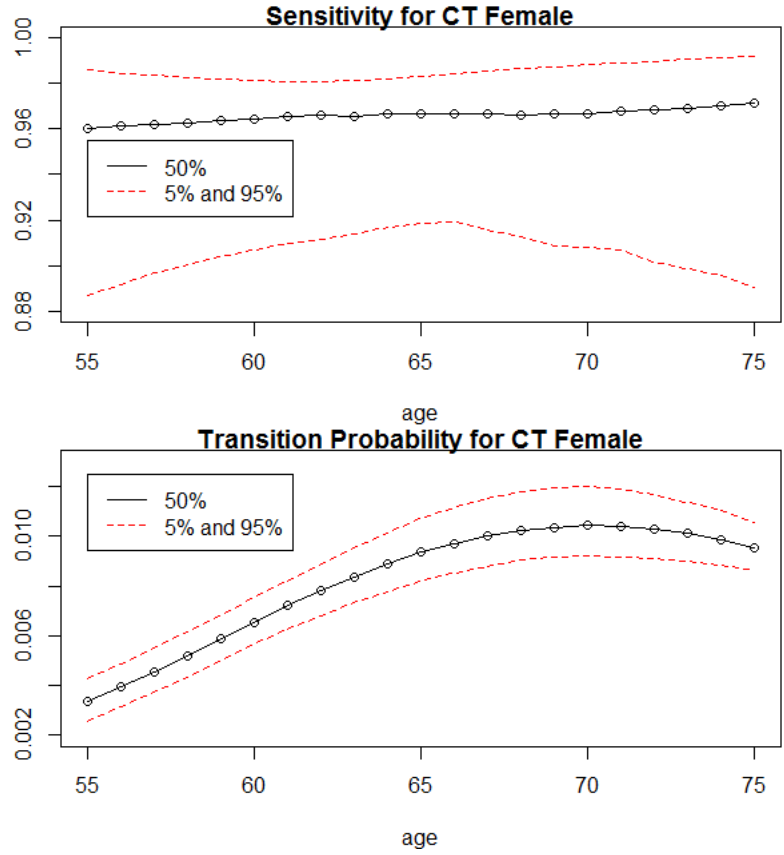 Sensitivity for CT Female
1.00
0.96
0.92
0.88
50%
5% and 95%
55 60 65 70 75
age
Transition Probability for CT Female
0.010
0.006
0.002
50%
5% and 95%
55 60 65 70 75
age